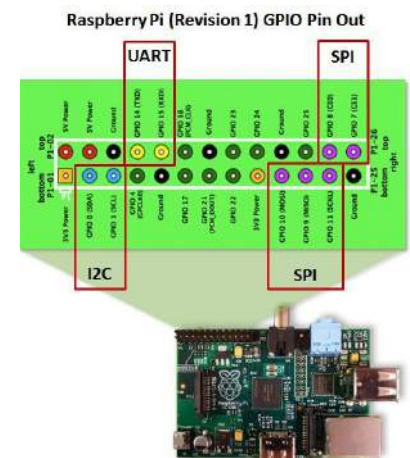 Raspberry Pi (Revision 1) GPIO Pin Out
UART
SPI
5V Power
5V Power
Ground
GPIO 14 (TXD)
GPIO 15 (RXD)
GPIO 18
(PCM_CLK)
Ground
GPIO 23
GPIO 24
Ground
GPIO 25
GPIO 8 (CE0)
GPIO 7 (CE1)
left
top
P1-02
bottom
P1-01
P1-26
top
right
P1-25
bottom
3V3 Power
GPIO 0 (SDA)
GPIO 1 (SCL)
GPIO 4
(GPCLK0)
Ground
GPIO 17
GPIO 21
(PCM_DOUT)
GPIO 22
3V3 Power
GPIO 10 (MOSI)
GPIO 9 (MISO)
GPIO 11 (SCKL)
Ground
I2C
SPI